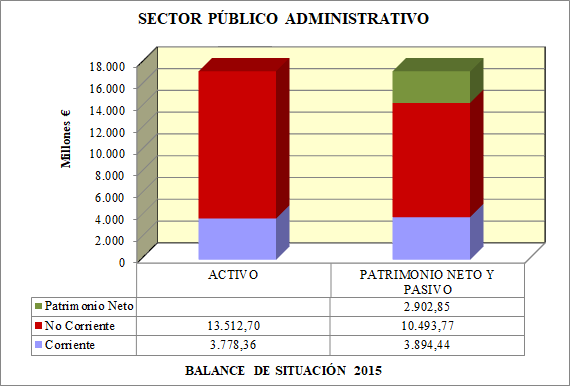 SECTOR PÚBLICO ADMINISTRATIVO
Millones €
18.000
16.000
14.000
12.000
10.000
8.000
6.000
4.000
2.000
0
ACTIVO
PATRIMONIO NETO Y
PASIVO
Patrimonio Neto 2.902,85
No Corriente 13.512,70 10.493,77
Corriente 3.778,36 3.894,44
BALANCE DE SITUACIÓN 2015